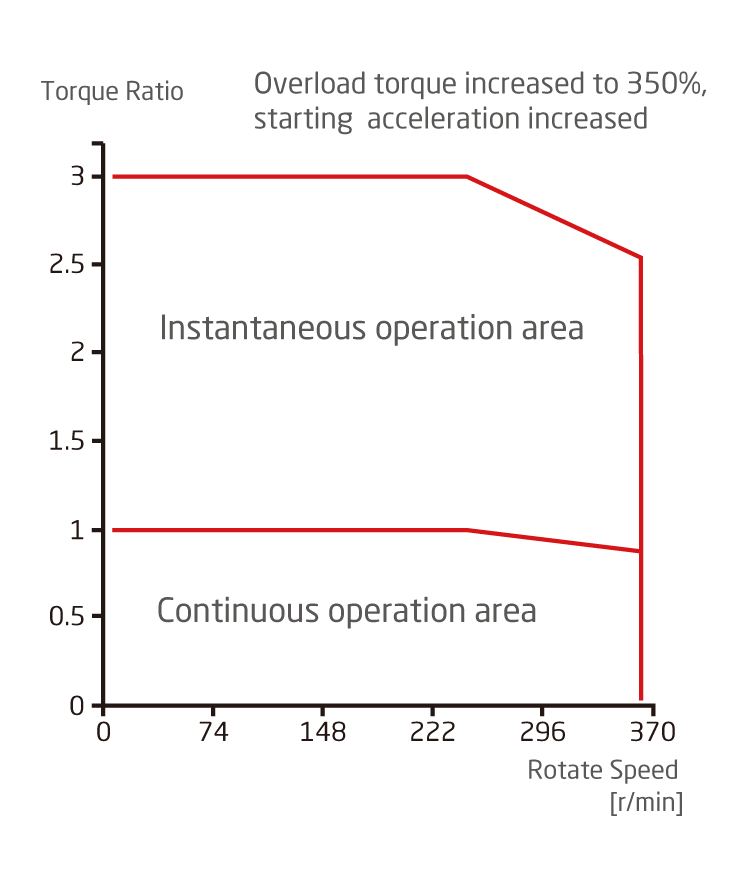 Torque Ratio
Overload torque increased to 350%,
starting acceleration increased
3
2.5
Instantaneous operation area
2
1.5
1
Continuous operation area
0.5
0
0 74 148 222 296 370
Rotate Speed
[r/min]